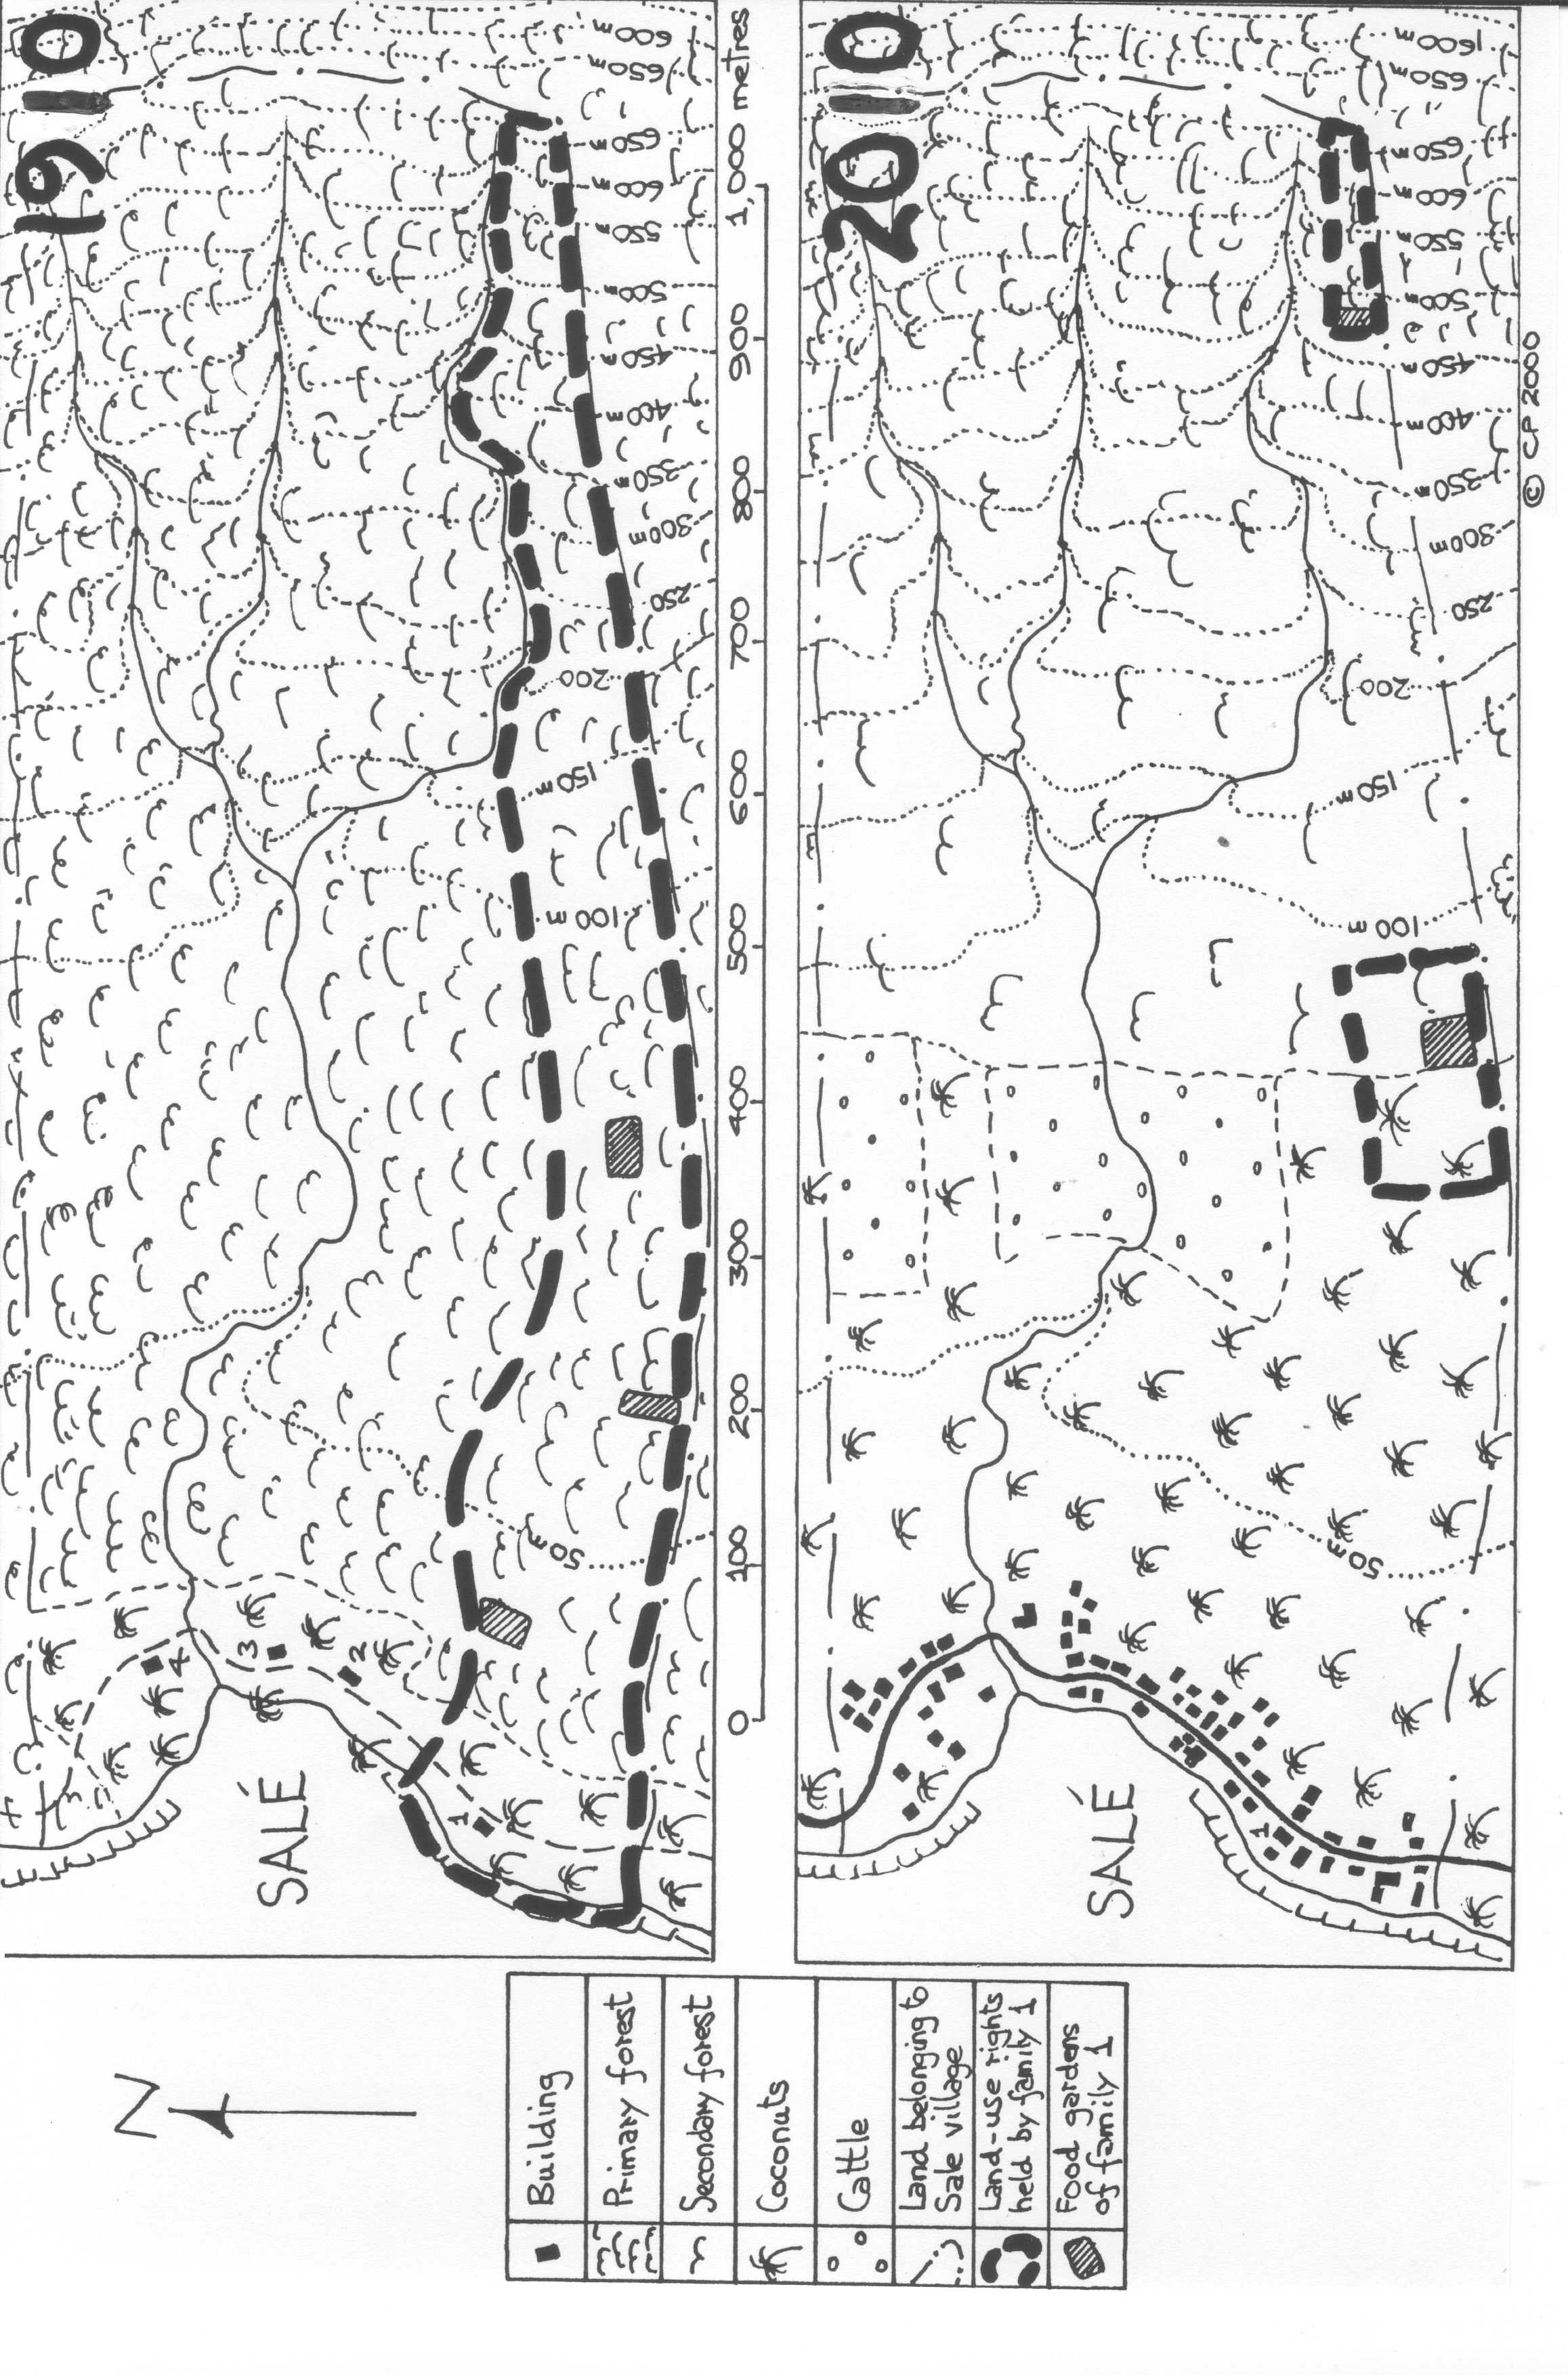 1910
600m
650m
650m
600m
550m
500m
450m
400m
350m
300m
250
200
150m
100m
50m
4
3
2
1
SALÉ
0 100 200 300 400 500 600 700 800 900 1,000 metres
2010
600m
650m
650m
600m
550m
500m
450m
400m
350m
300m
250
200
150m
100m
50m
1
SALÉ
© CP 2000
N
Building
Primary forest
Secondary forest
Coconuts
Cattle
Land belonging to
Sale village
Land-use rights
held by family 1
Food gardens
of family 1